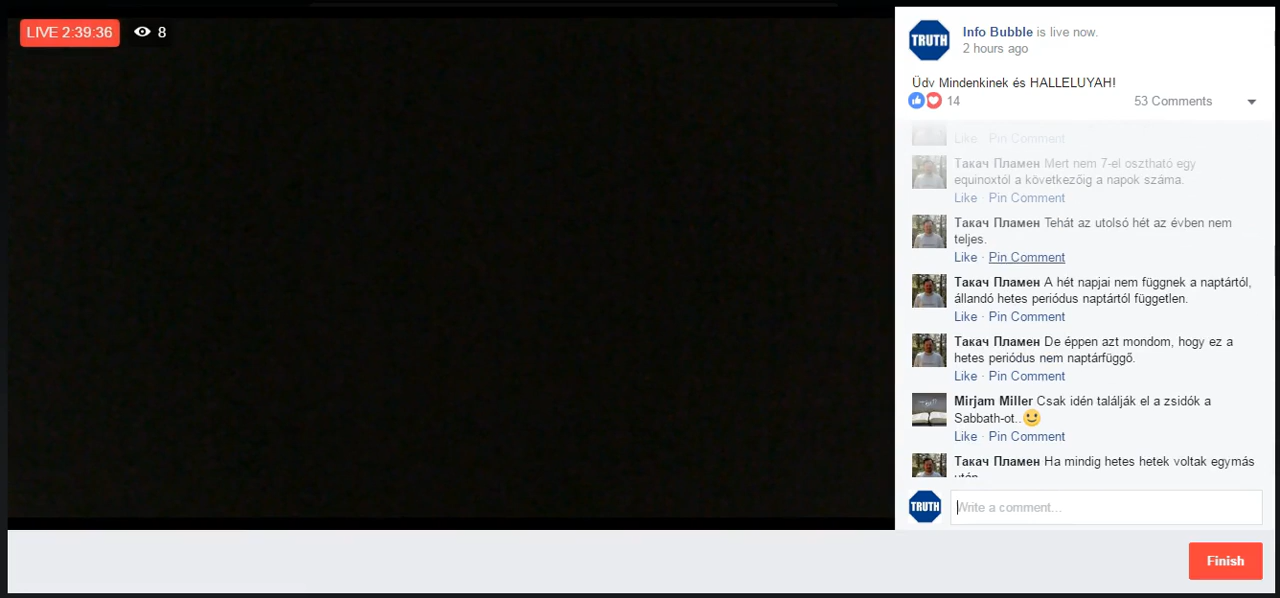 LIVE 2:39:36
8
TRUTH
Info Bubble is live now.
2 hours ago
Üdv Mindenkinek és HALLELUYAH!
14
53 Comments
Like · Pin Comment
Такач Пламен Mert nem 7-el osztható egy
equinoxtól a következőig a napok száma.
Like · Pin Comment
Такач Пламен Tehát az utolsó hét az évben nem
teljes.
Like · Pin Comment
Такач Пламен A hét napjai nem függnek a naptártól,
állandó hetes periódus naptártól független.
Like · Pin Comment
Такач Пламен De éppen azt mondom, hogy ez a
hetes periódus nem naptárfüggő.
Like · Pin Comment
Mirjam Miller Csak idén találják el a zsidók a
Sabbath-ot..
Like · Pin Comment
Такач Пламен Ha mindig hetes hetek voltak egymás
után
TRUTH
Write a comment...
Finish